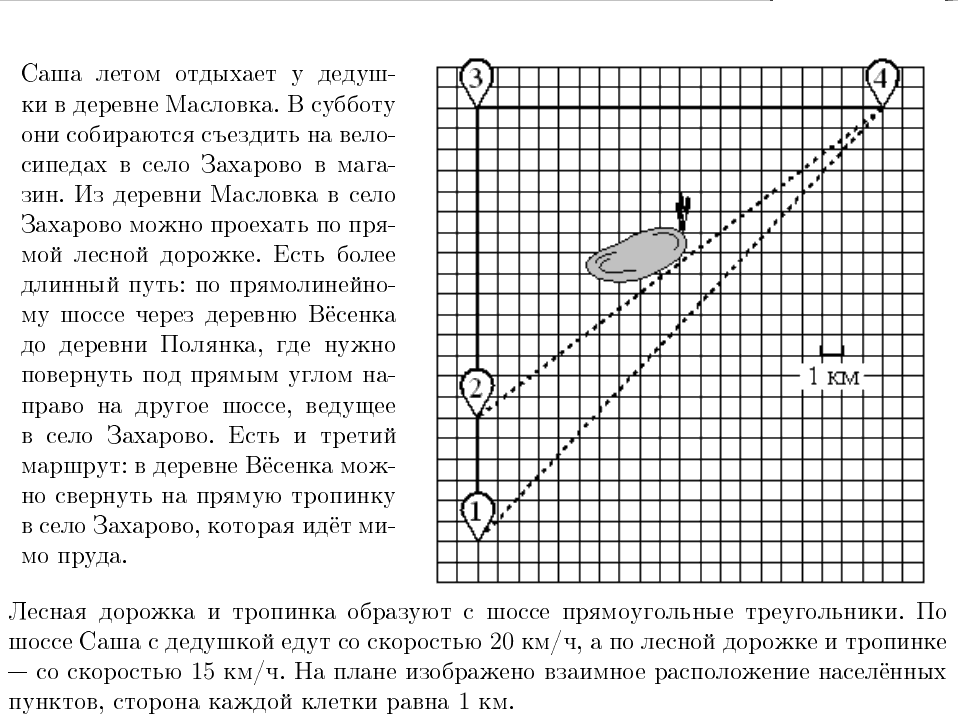 Саша летом отдыхает у дедуш-
ки в деревне Масловка. В субботу
они собираются съездить на вело-
сипедах в село Захарово в мага-
зин. Из деревни Масловка в село
Захарово можно проехать по пря-
мой лесной дорожке. Есть более
длинный путь: по прямолинейно-
му шоссе через деревню Вёсенка
до деревни Полянка, где нужно
повернуть под прямым углом на-
право на другое шоссе, ведущее
в село Захарово. Есть и третий
маршрут: в деревне Вёсенка мож-
но свернуть на прямую тропинку
в село Захарово, которая идёт ми-
мо пруда.
3
4
2
1 км
1
Лесная дорожка и тропинка образуют с шоссе прямоугольные треугольники. По
шоссе Саша с дедушкой едут со скоростью 20 км/ч, а по лесной дорожке и тропинке
— со скоростью 15 км/ч. На плане изображено взаимное расположение населённых
пунктов, сторона каждой клетки равна 1 км.